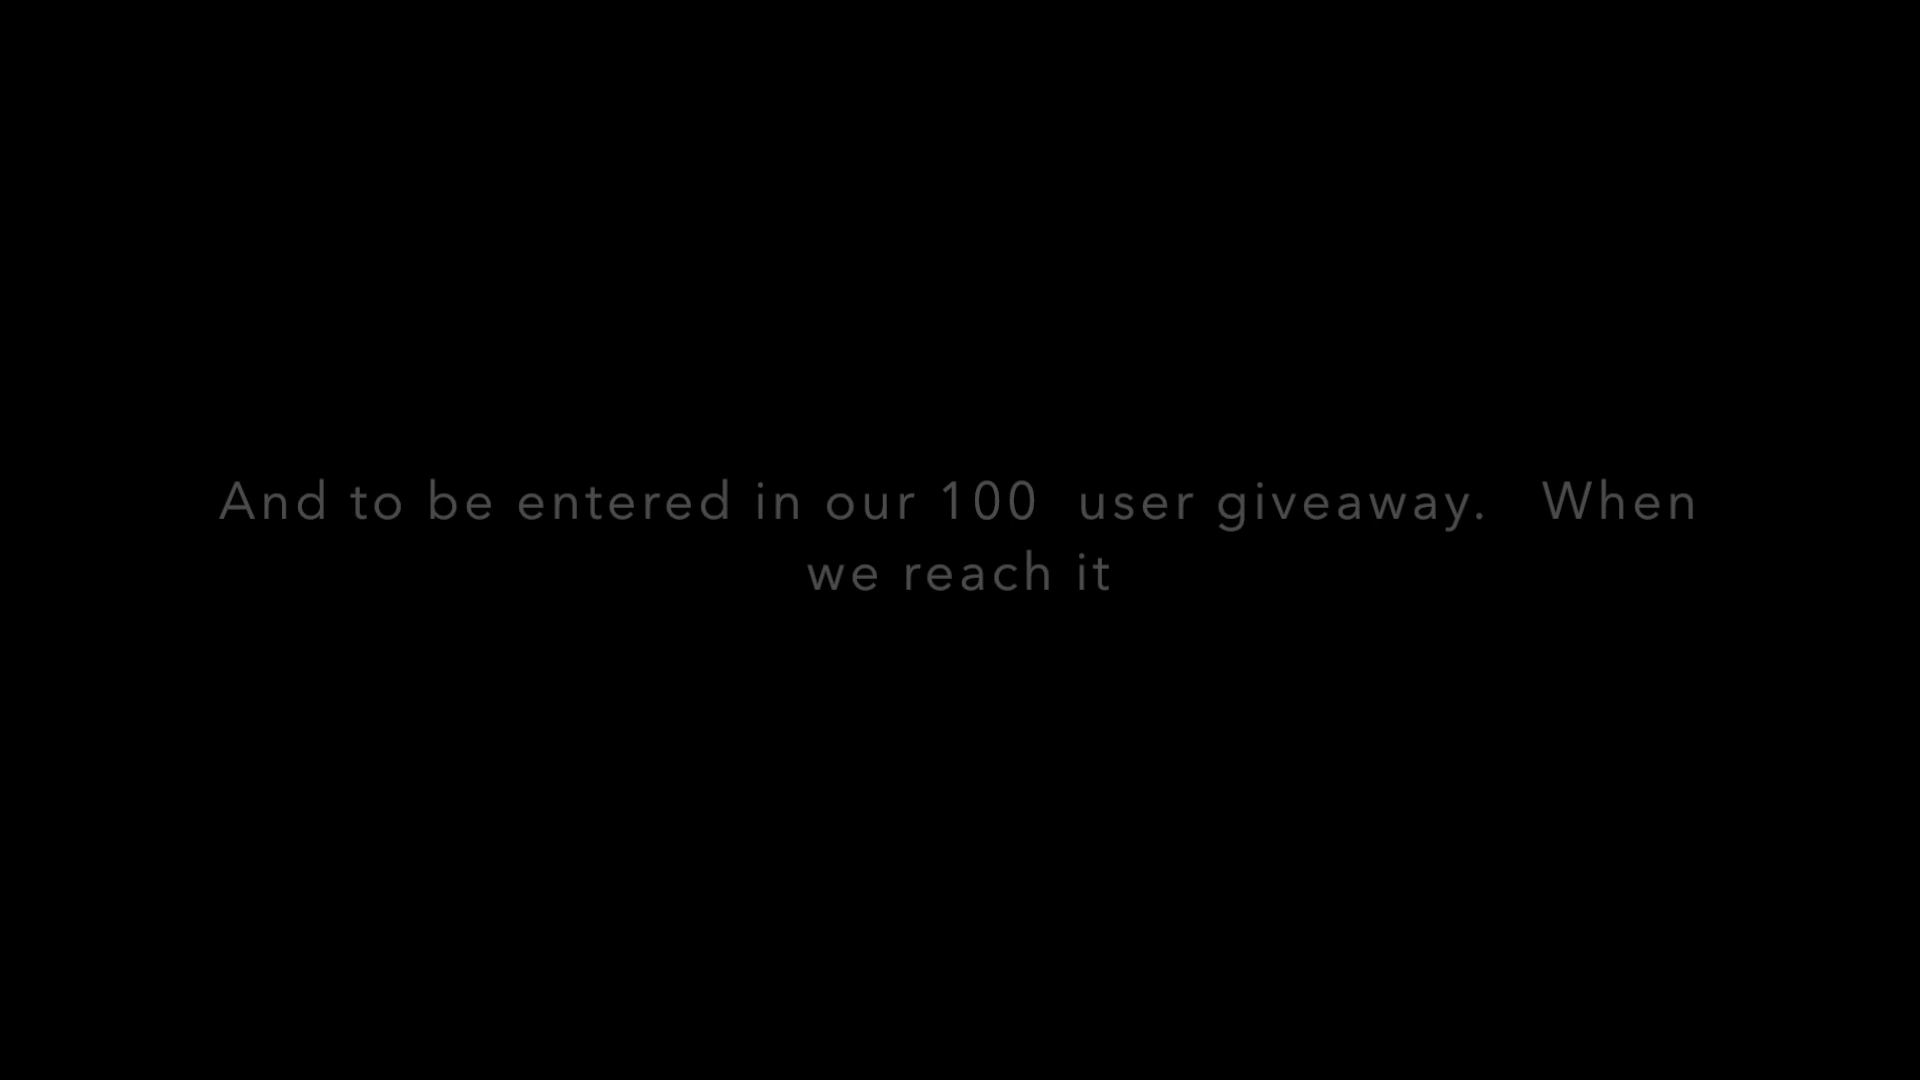 And to be entered in our 100  user giveaway.   When
we reach it